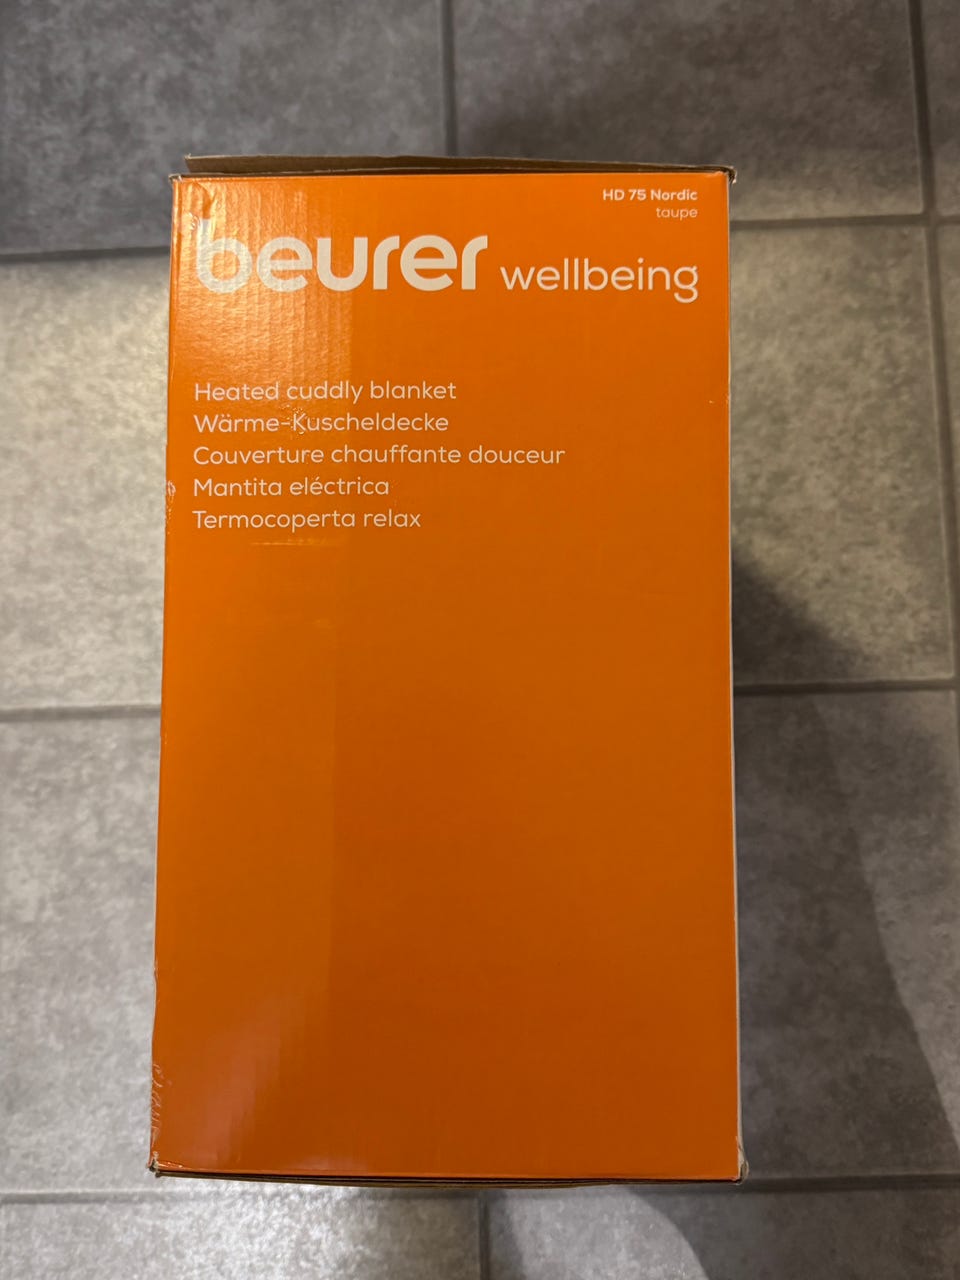 HD 75 Nordic
taupe
beurer wellbeing
Heated cuddly blanket
Wärme-Kuscheldecke
Couverture chauffante douceur
Mantita eléctrica
Termocoperta relax